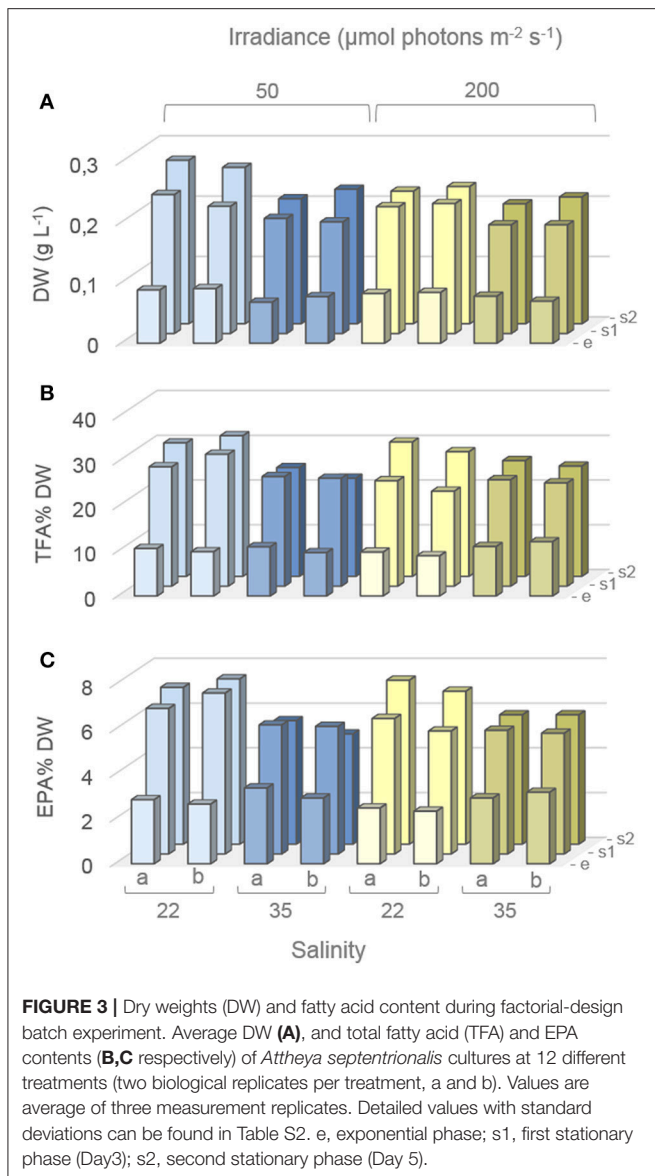 Irradiance (µmol photons m⁻² s⁻¹)
50 200
A
0,3
0,2
0,1
0
DW (g L⁻¹)
- s2
- s1
- e
B
40
30
20
10
0
TFA% DW
- s2
- s1
- e
C
8
6
4
2
0
EPA% DW
- s2
- s1
- e
a b a b a b a b
22 35 22 35
Salinity
FIGURE 3 | Dry weights (DW) and fatty acid content during factorial-design
batch experiment. Average DW (A), and total fatty acid (TFA) and EPA
contents (B,C respectively) of Attheya septentrionalis cultures at 12 different
treatments (two biological replicates per treatment, a and b). Values are
average of three measurement replicates. Detailed values with standard
deviations can be found in Table S2. e, exponential phase; s1, first stationary
phase (Day3); s2, second stationary phase (Day 5).